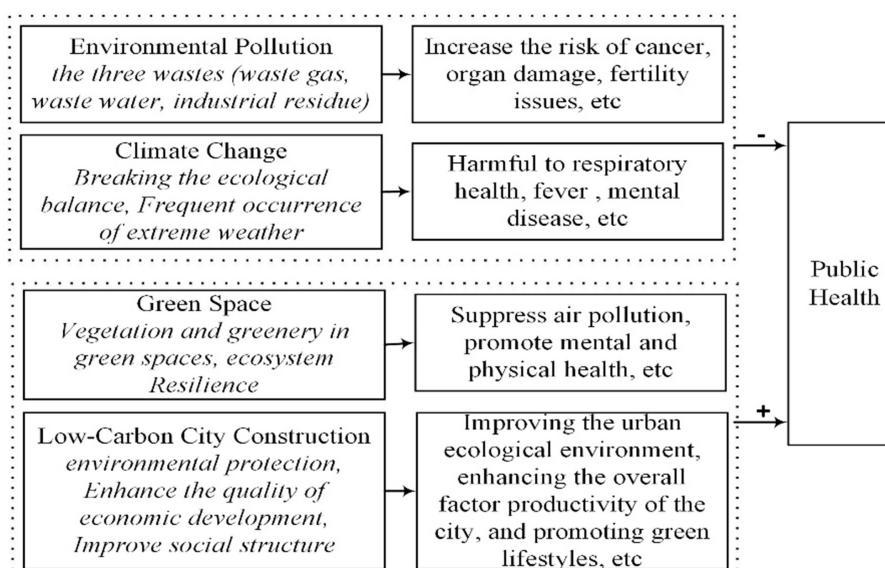 Environmental Pollution
the three wastes (waste gas,
waste water, industrial residue)
Increase the risk of cancer,
organ damage, fertility
issues, etc
Climate Change
Breaking the ecological
balance, Frequent occurrence
of extreme weather
Harmful to respiratory
health, fever , mental
disease, etc
-
Green Space
Vegetation and greenery in
green spaces, ecosystem
Resilience
Suppress air pollution,
promote mental and
physical health, etc
Low-Carbon City Construction
environmental protection,
Enhance the quality of
economic development,
Improve social structure
Improving the urban
ecological environment,
enhancing the overall
factor productivity of the
city, and promoting green
lifestyles, etc
+
Public
Health